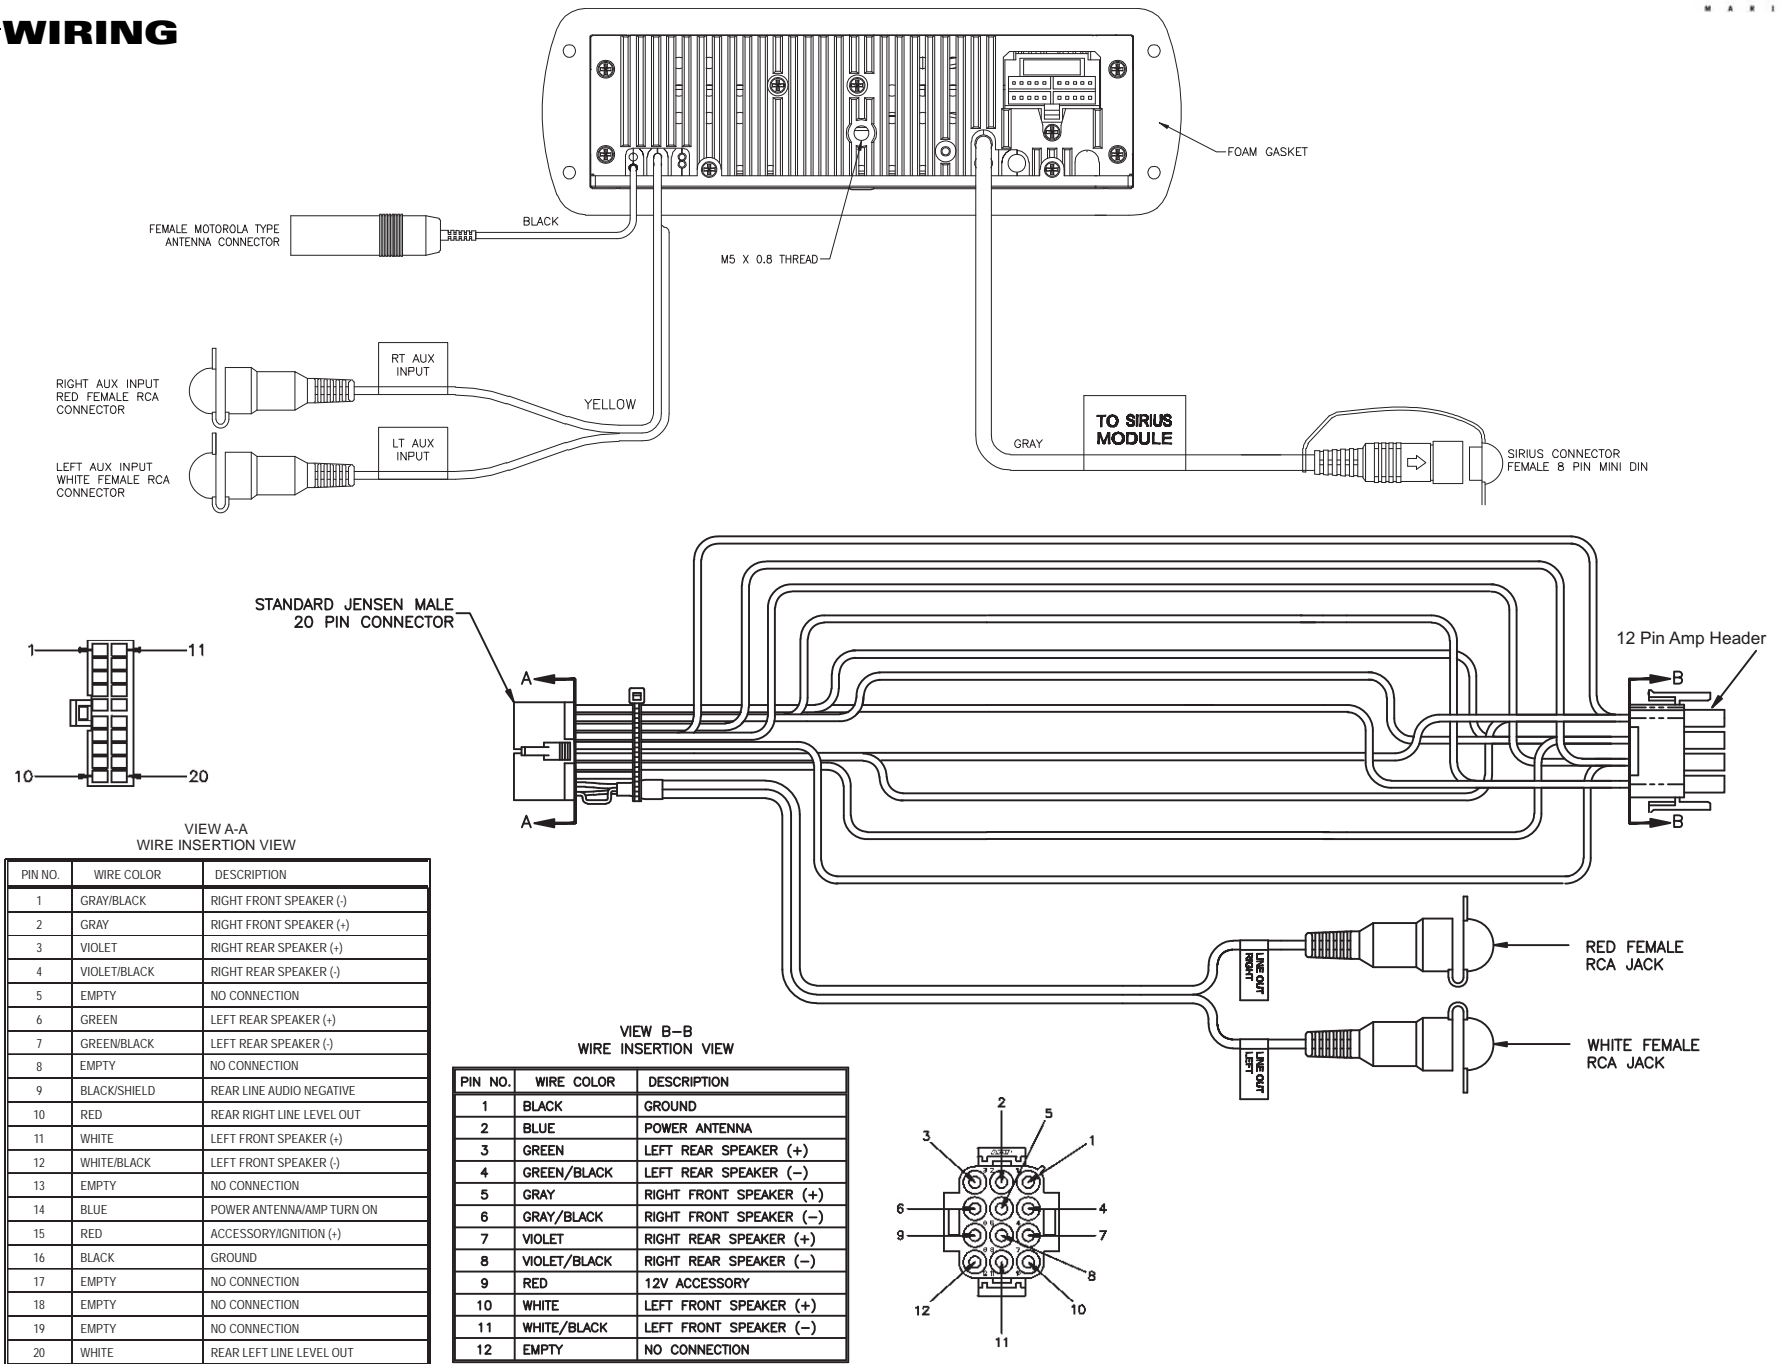 WIRING
M A R I
FOAM GASKET
FEMALE MOTOROLA TYPE
ANTENNA CONNECTOR
BLACK
M5 X 0.8 THREAD
RT AUX
INPUT
RIGHT AUX INPUT
RED FEMALE RCA
CONNECTOR
YELLOW
LT AUX
INPUT
LEFT AUX INPUT
WHITE FEMALE RCA
CONNECTOR
GRAY
TO SIRIUS
MODULE
SIRIUS CONNECTOR
FEMALE 8 PIN MINI DIN
STANDARD JENSEN MALE
20 PIN CONNECTOR
12 Pin Amp Header
1 11
10 20
A B
A B
VIEW A-A
WIRE INSERTION VIEW
PIN NO. WIRE COLOR DESCRIPTION
1 GRAY/BLACK RIGHT FRONT SPEAKER (-)
2 GRAY RIGHT FRONT SPEAKER (+)
3 VIOLET RIGHT REAR SPEAKER (+)
4 VIOLET/BLACK RIGHT REAR SPEAKER (-)
5 EMPTY NO CONNECTION
6 GREEN LEFT REAR SPEAKER (+)
7 GREEN/BLACK LEFT REAR SPEAKER (-)
8 EMPTY NO CONNECTION
9 BLACK/SHIELD REAR LINE AUDIO NEGATIVE
10 RED REAR RIGHT LINE LEVEL OUT
11 WHITE LEFT FRONT SPEAKER (+)
12 WHITE/BLACK LEFT FRONT SPEAKER (-)
13 EMPTY NO CONNECTION
14 BLUE POWER ANTENNA/AMP TURN ON
15 RED ACCESSORY/IGNITION (+)
16 BLACK GROUND
17 EMPTY NO CONNECTION
18 EMPTY NO CONNECTION
19 EMPTY NO CONNECTION
20 WHITE REAR LEFT LINE LEVEL OUT
LINE OUT
RIGHT
RED FEMALE
RCA JACK
LINE OUT
LEFT
WHITE FEMALE
RCA JACK
VIEW B-B
WIRE INSERTION VIEW
PIN NO. WIRE COLOR DESCRIPTION
1 BLACK GROUND
2 BLUE POWER ANTENNA
3 GREEN LEFT REAR SPEAKER (+)
4 GREEN/BLACK LEFT REAR SPEAKER (-)
5 GRAY RIGHT FRONT SPEAKER (+)
6 GRAY/BLACK RIGHT FRONT SPEAKER (-)
7 VIOLET RIGHT REAR SPEAKER (+)
8 VIOLET/BLACK RIGHT REAR SPEAKER (-)
9 RED 12V ACCESSORY
10 WHITE LEFT FRONT SPEAKER (+)
11 WHITE/BLACK LEFT FRONT SPEAKER (-)
12 EMPTY NO CONNECTION
2 5
3 1
6 4
9 7
8
12 10
11